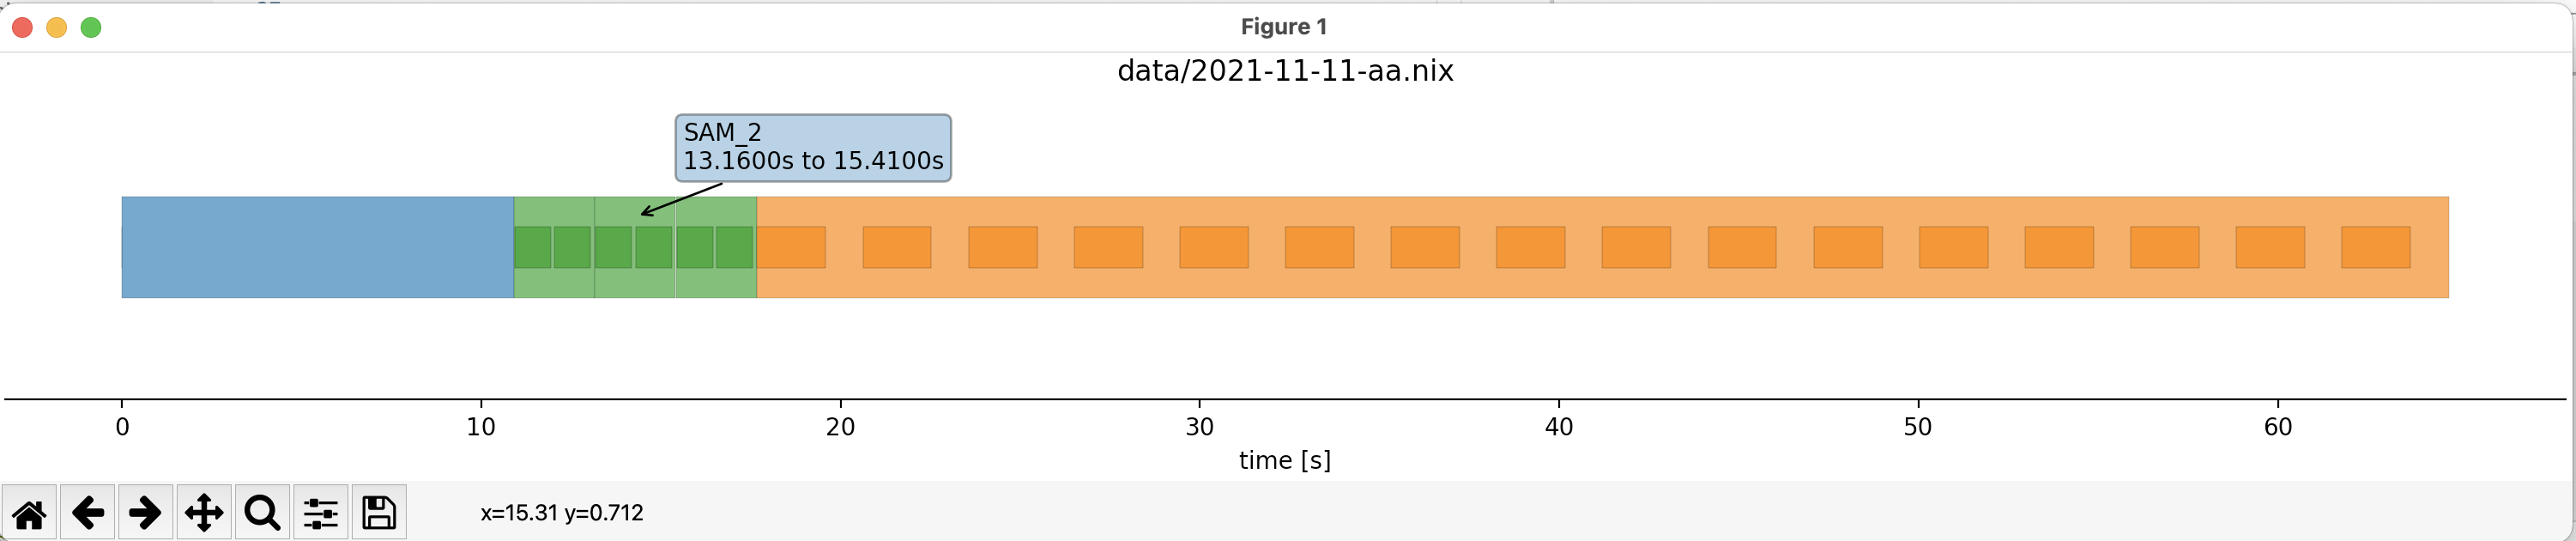 Figure 1
data/2021-11-11-aa.nix
SAM_2
13.1600s to 15.4100s
0 10 20 30 40 50 60
time [s]
x=15.31 y=0.712